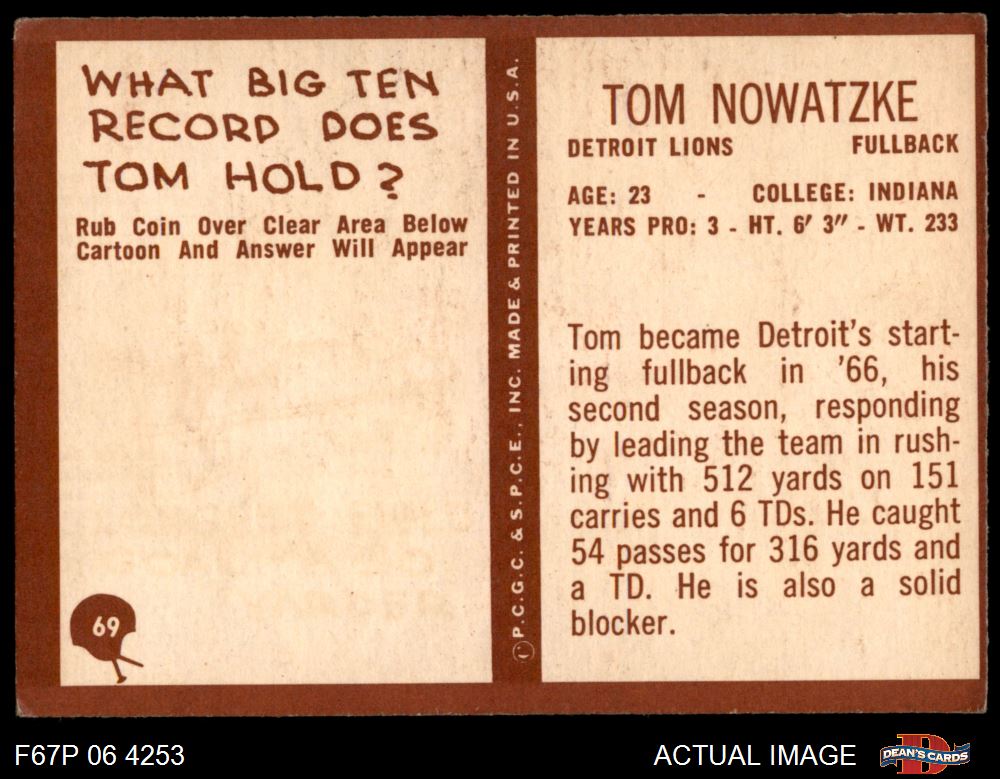 WHAT BIG TEN
RECORD DOES
TOM HOLD?
Rub Coin Over Clear Area Below
Cartoon And Answer Will Appear
69
© P.C.G.C. & S.P.C.E., INC. MADE & PRINTED IN U.S.A.
TOM NOWATZKE
DETROIT LIONS FULLBACK
AGE: 23 - COLLEGE: INDIANA
YEARS PRO: 3 - HT. 6' 3" - WT. 233
Tom became Detroit's start-
ing fullback in '66, his
second season, responding
by leading the team in rush-
ing with 512 yards on 151
carries and 6 TDs. He caught
54 passes for 316 yards and
a TD. He is also a solid
blocker.
F67P 06 4253
ACTUAL IMAGE
DEAN'S CARDS